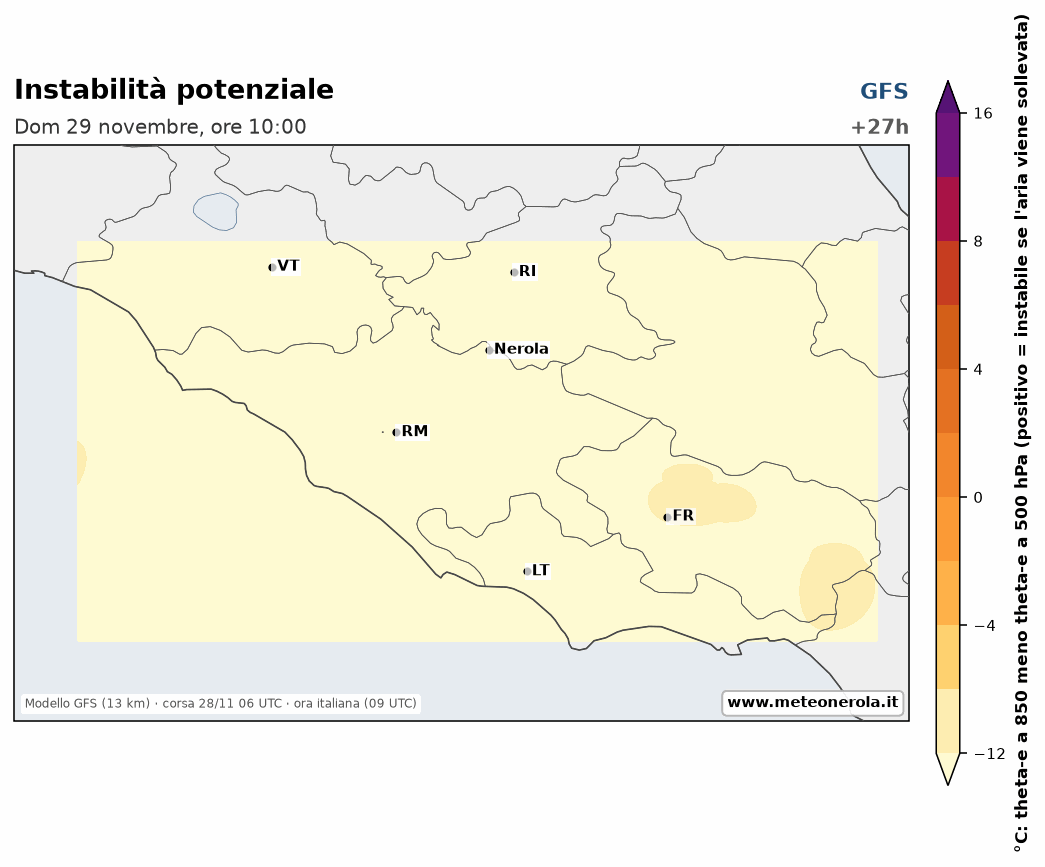 Instabilità potenziale
GFS
Dom 29 novembre, ore 10:00
+27h
VT
RI
Nerola
RM
FR
LT
Modello GFS (13 km) · corsa 28/11 06 UTC · ora italiana (09 UTC)
www.meteonerola.it
16
8
4
0
−4
−12
°C: theta-e a 850 meno theta-e a 500 hPa (positivo = instabile se l'aria viene sollevata)